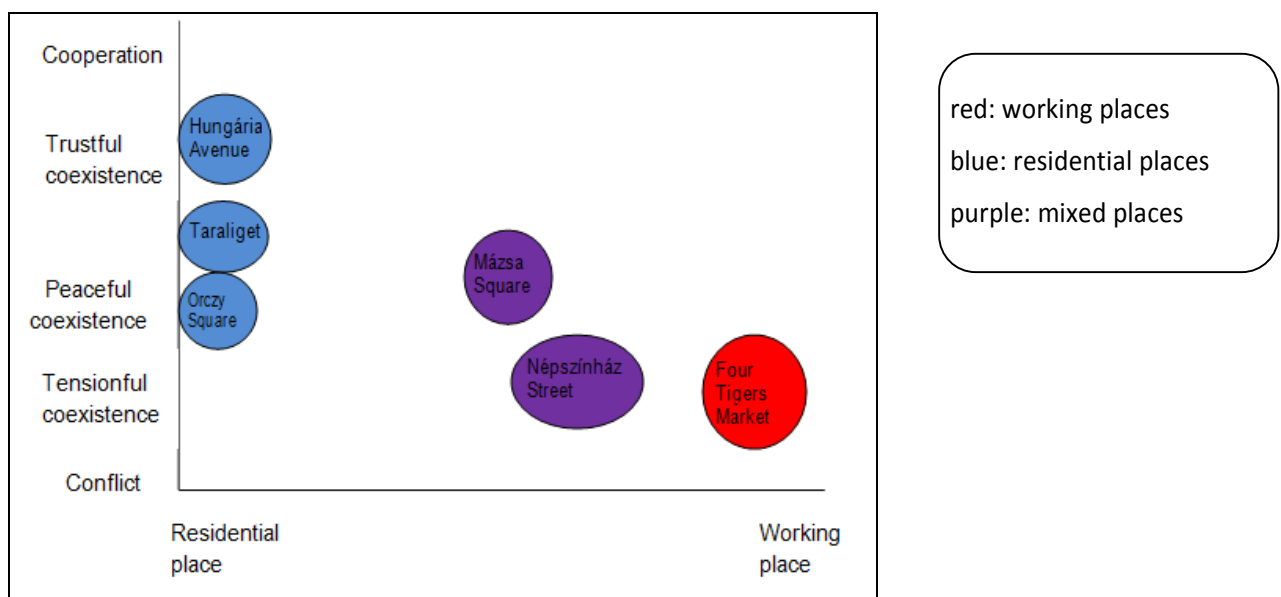 Cooperation
Hungária
Avenue
Trustful
coexistence
Taraliget
Mázsa
Square
Peaceful
coexistence
Orczy
Square
Népszínház
Street
Four
Tigers
Market
Tensionful
coexistence
Conflict
Residential
place
Working
place
red: working places
blue: residential places
purple: mixed places